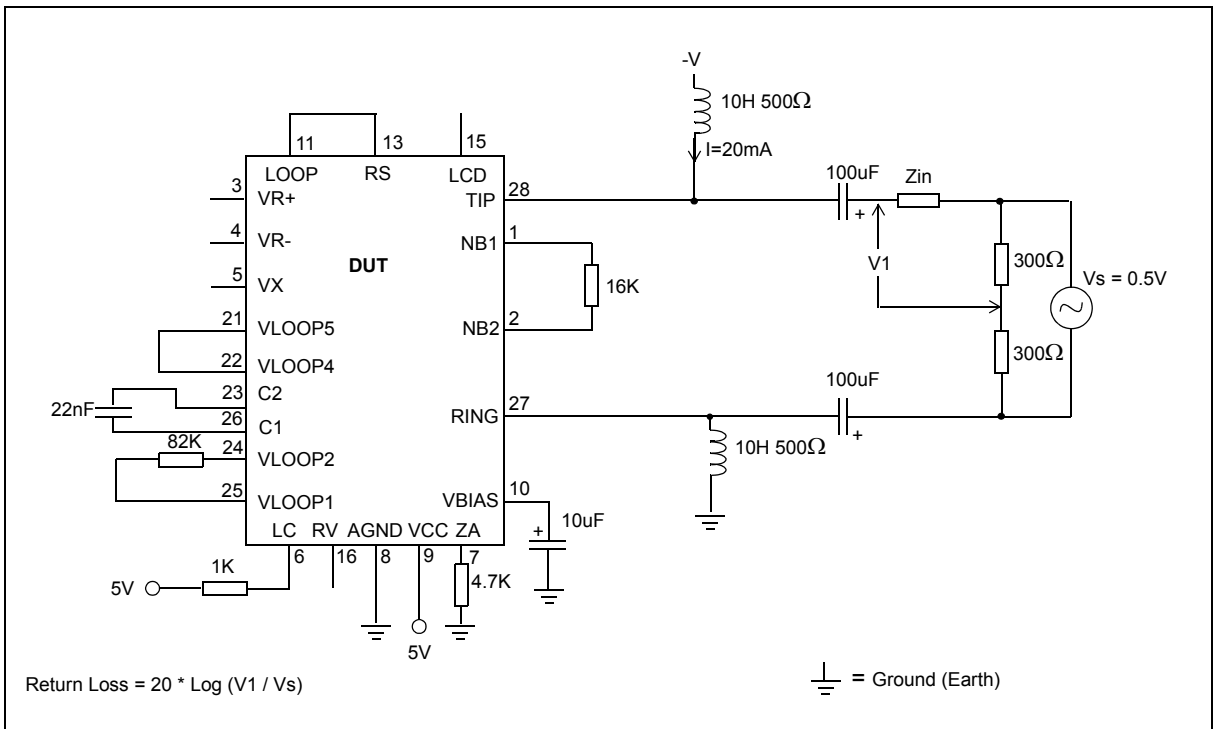 -V
10H 500Ω
I=20mA
11
13
15
LOOP
RS
LCD
3
VR+
4
VR-
5
VX
21
VLOOP5
22
VLOOP4
23
C2
26
C1
24
VLOOP2
25
VLOOP1
22nF
82K
DUT
TIP
28
NB1
1
NB2
2
16K
RING
27
VBIAS
10
+
10uF
100uF
+
Zin
V1
300Ω
Vs = 0.5V
300Ω
100uF
+
10H 500Ω
LC
RV
AGND
VCC
ZA
6
16
8
9
7
1K
5V
4.7K
5V
Return Loss = 20 * Log (V1 / Vs)
= Ground (Earth)